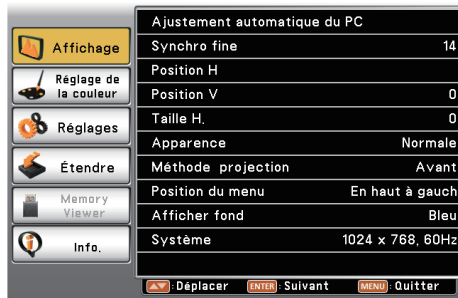 Affichage
Réglage de
la couleur
Réglages
Étendre
Memory
Viewer
Info.
Ajustement automatique du PC
Synchro fine 14
Position H
Position V 0
Taille H. 0
Apparence Normale
Méthode projection Avant
Position du menu En haut à gauch
Afficher fond Bleu
Système 1024 x 768, 60Hz
:Déplacer ENTER :Suivant MENU :Quitter